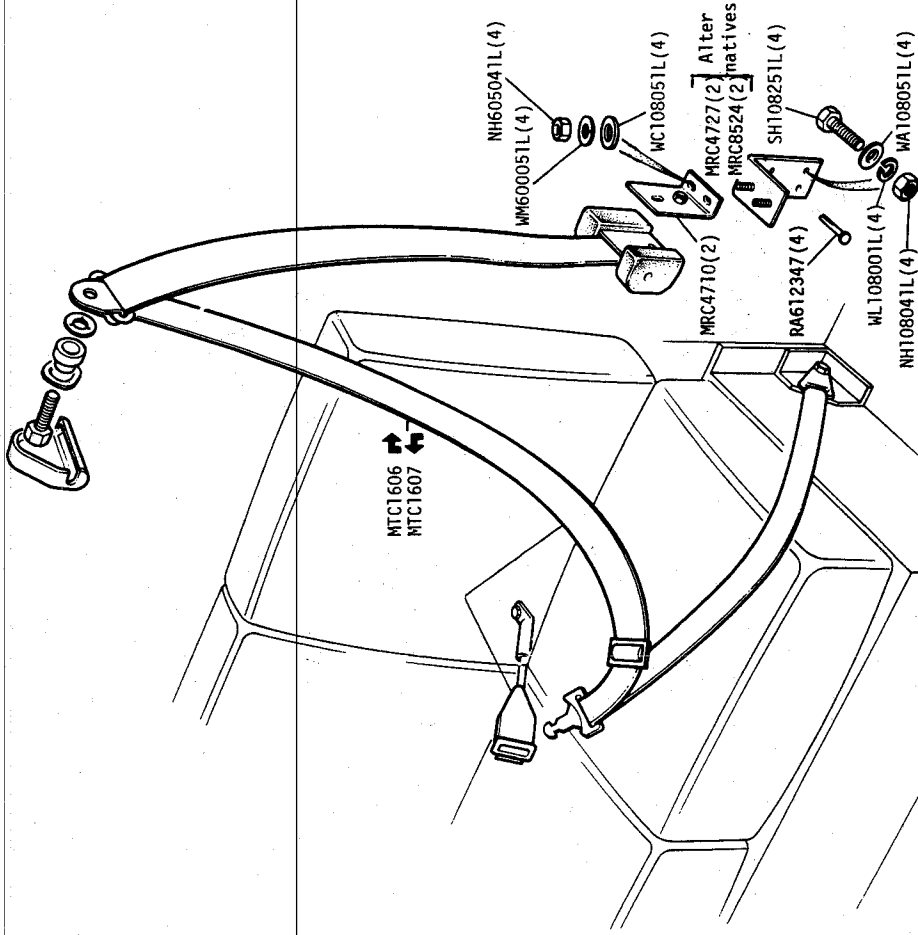 NH605041L(4)
WM600051L(4)
WC108051L(4)
MRC4710(2)
MRC4727(2) Alter
MRC8524(2) natives
SH108251L(4)
RA612347(4)
WA108051L(4)
WL108001L(4)
NH108041L(4)
MTC1606
MTC1607